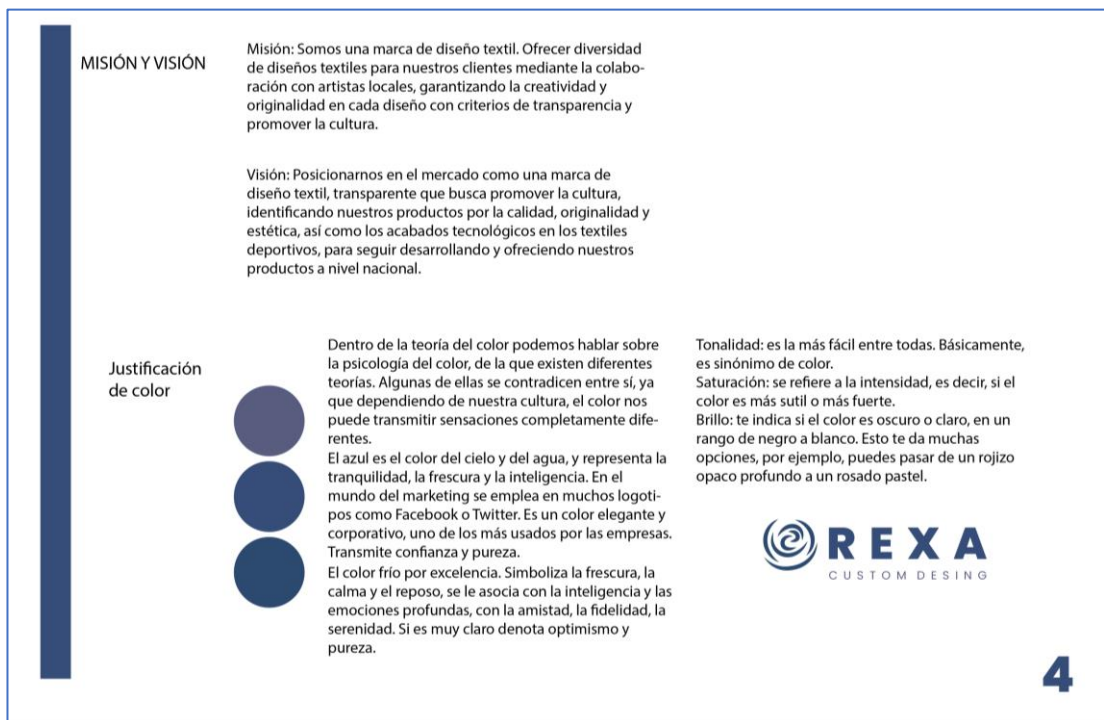 MISIÓN Y VISIÓN
Misión: Somos una marca de diseño textil. Ofrecer diversidad
de diseños textiles para nuestros clientes mediante la colabo-
ración con artistas locales, garantizando la creatividad y
originalidad en cada diseño con criterios de transparencia y
promover la cultura.
Visión: Posicionarnos en el mercado como una marca de
diseño textil, transparente que busca promover la cultura,
identificando nuestros productos por la calidad, originalidad y
estética, así como los acabados tecnológicos en los textiles
deportivos, para seguir desarrollando y ofreciendo nuestros
productos a nivel nacional.
Justificación
de color
Dentro de la teoría del color podemos hablar sobre
la psicología del color, de la que existen diferentes
teorías. Algunas de ellas se contradicen entre sí, ya
que dependiendo de nuestra cultura, el color nos
puede transmitir sensaciones completamente dife-
rentes.
El azul es el color del cielo y del agua, y representa la
tranquilidad, la frescura y la inteligencia. En el
mundo del marketing se emplea en muchos logoti-
pos como Facebook o Twitter. Es un color elegante y
corporativo, uno de los más usados por las empresas.
Transmite confianza y pureza.
El color frío por excelencia. Simboliza la frescura, la
calma y el reposo, se le asocia con la inteligencia y las
emociones profundas, con la amistad, la fidelidad, la
serenidad. Si es muy claro denota optimismo y
pureza.
Tonalidad: es la más fácil entre todas. Básicamente,
es sinónimo de color.
Saturación: se refiere a la intensidad, es decir, si el
color es más sutil o más fuerte.
Brillo: te indica si el color es oscuro o claro, en un
rango de negro a blanco. Esto te da muchas
opciones, por ejemplo, puedes pasar de un rojizo
opaco profundo a un rosado pastel.
REXA
CUSTOM DESING
4